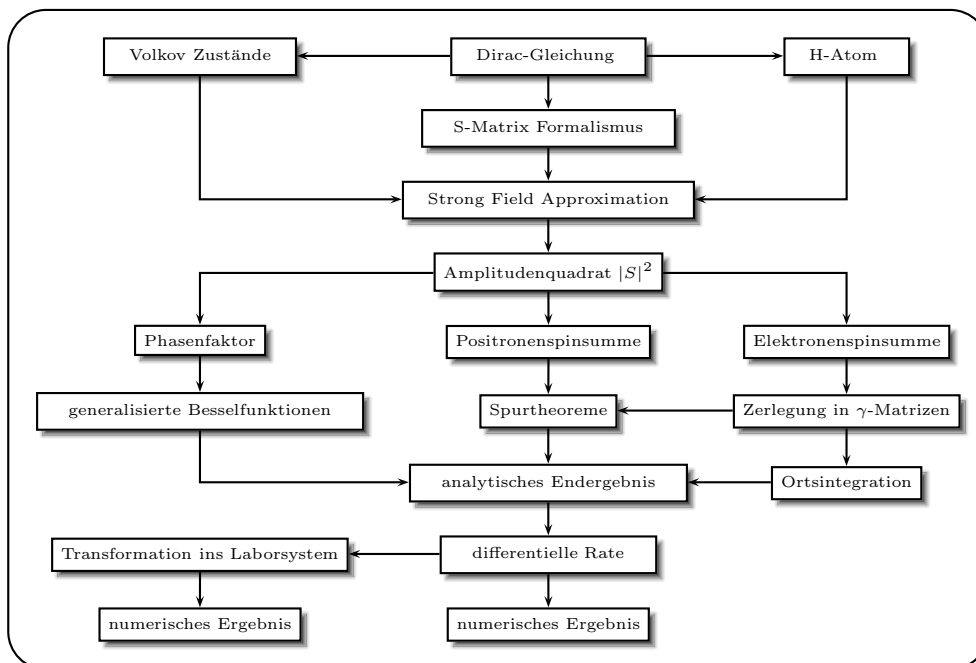 Volkov Zustände
Dirac-Gleichung
H-Atom
S-Matrix Formalismus
Strong Field Approximation
Amplitudenquadrat |S|²
Phasenfaktor
Positronenspinsumme
Elektronenspinsumme
generalisierte Besselfunktionen
Spurtheoreme
Zerlegung in γ-Matrizen
analytisches Endergebnis
Ortsintegration
Transformation ins Laborsystem
differentielle Rate
numerisches Ergebnis
numerisches Ergebnis